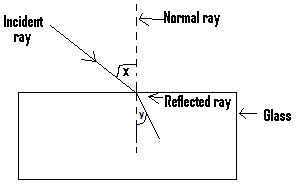 Incident
ray
Normal ray
x
Reflected ray
y
Glass